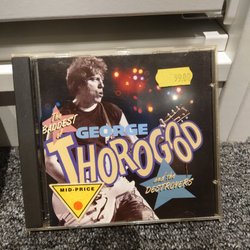 The
BADDEST
of
GEORGE
THOROGOOD
and the
DESTROYERS
MID-PRICE